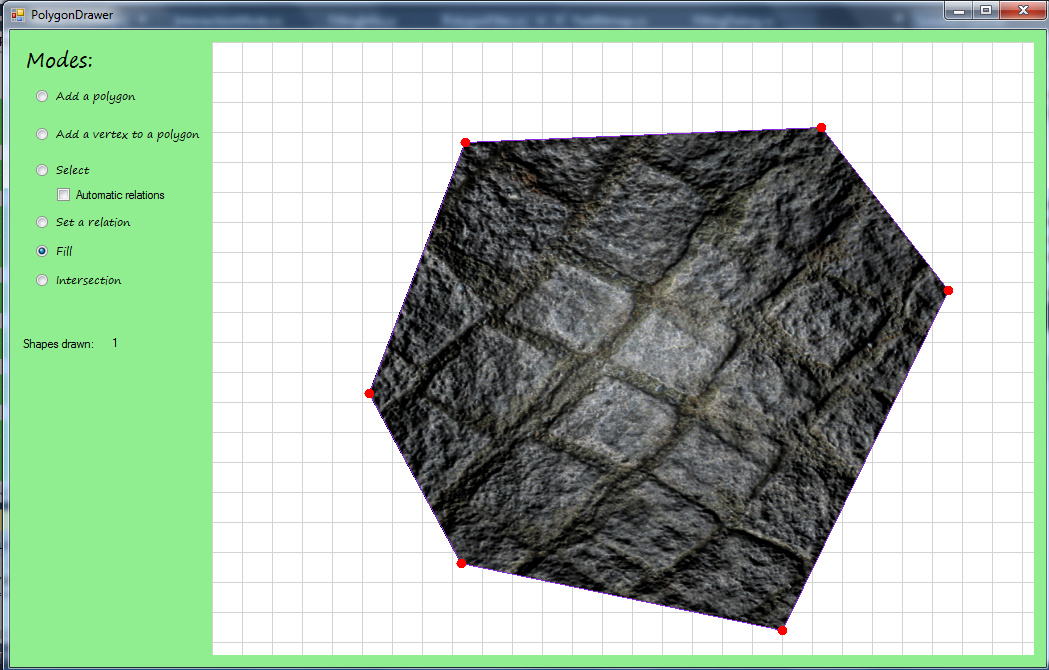 PolygonDrawer
Modes:
Add a polygon
Add a vertex to a polygon
Select
Automatic relations
Set a relation
Fill
Intersection
Shapes drawn: 1